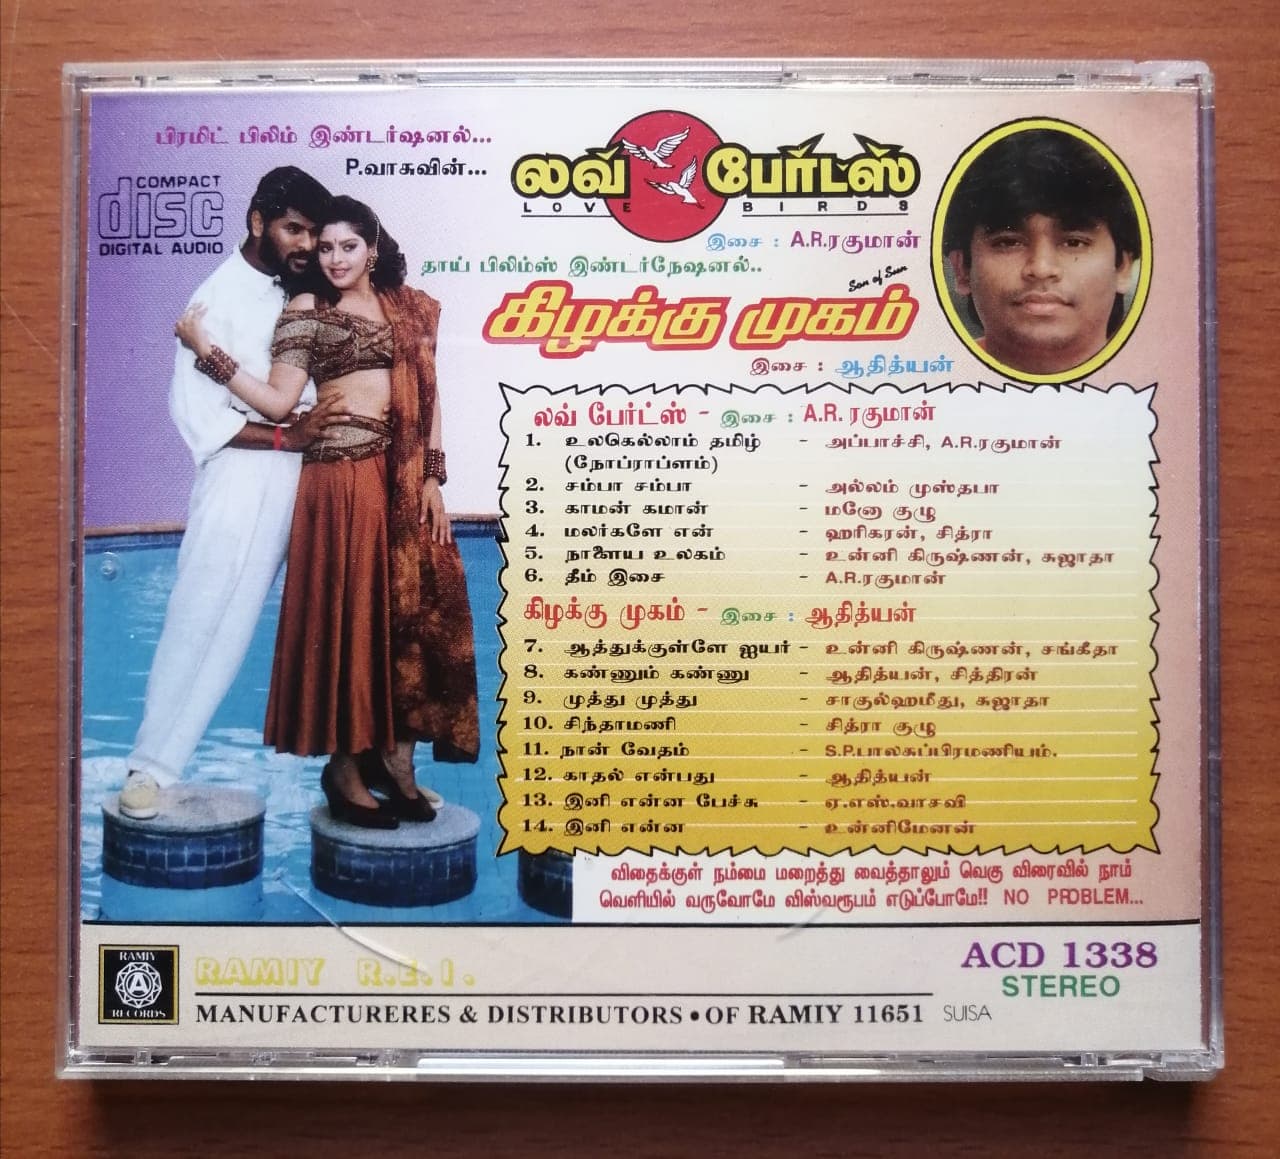 பிரமிட் பிலிம் இண்டர்ஷனல்...
P.வாசுவின்...
COMPACT
disc
DIGITAL AUDIO
லவ் பேர்ட்ஸ்
LOVE BIRDS
இசை : A.R.ரகுமான்
தாய் பிலிம்ஸ் இண்டர்நேஷனல்..
Son of Sun
கிழக்கு முகம்
இசை : ஆதித்யன்
லவ் பேர்ட்ஸ் - இசை : A.R. ரகுமான்
1. உலகெல்லாம் தமிழ் - அப்பாச்சி, A.R.ரகுமான்
(நோப்ராப்ளம்)
2. சம்பா சம்பா - அல்லம் முஸ்தபா
3. காமன் கமான் - மனோ குழு
4. மலர்களே என் - ஹரிகரன், சித்ரா
5. நாளைய உலகம் - உன்னி கிருஷ்ணன், சுஜாதா
6. தீம் இசை - A.R.ரகுமான்
கிழக்கு முகம் - இசை : ஆதித்யன்
7. ஆத்துக்குள்ளே ஐயர் - உன்னி கிருஷ்ணன், சங்கீதா
8. கண்ணும் கண்ணு - ஆதித்யன், சித்திரன்
9. முத்து முத்து - சாகுல்ஹமீது, சுஜாதா
10. சிந்தாமணி - சித்ரா குழு
11. நான் வேதம் - S.P.பாலசுப்பிரமணியம்.
12. காதல் என்பது - ஆதித்யன்
13. இனி என்ன பேச்சு - ஏ.எஸ்.வாசவி
14. இனி என்ன - உன்னிமேனன்
விதைக்குள் நம்மை மறைத்து வைத்தாலும் வெகு விரைவில் நாம்
வெளியில் வருவோமே விஸ்வரூபம் எடுப்போமே!! NO PROBLEM...
RAMIY
A
RECORDS
RAMIY R.E.I.
MANUFACTURERES & DISTRIBUTORS • OF RAMIY 11651 SUISA
ACD 1338
STEREO